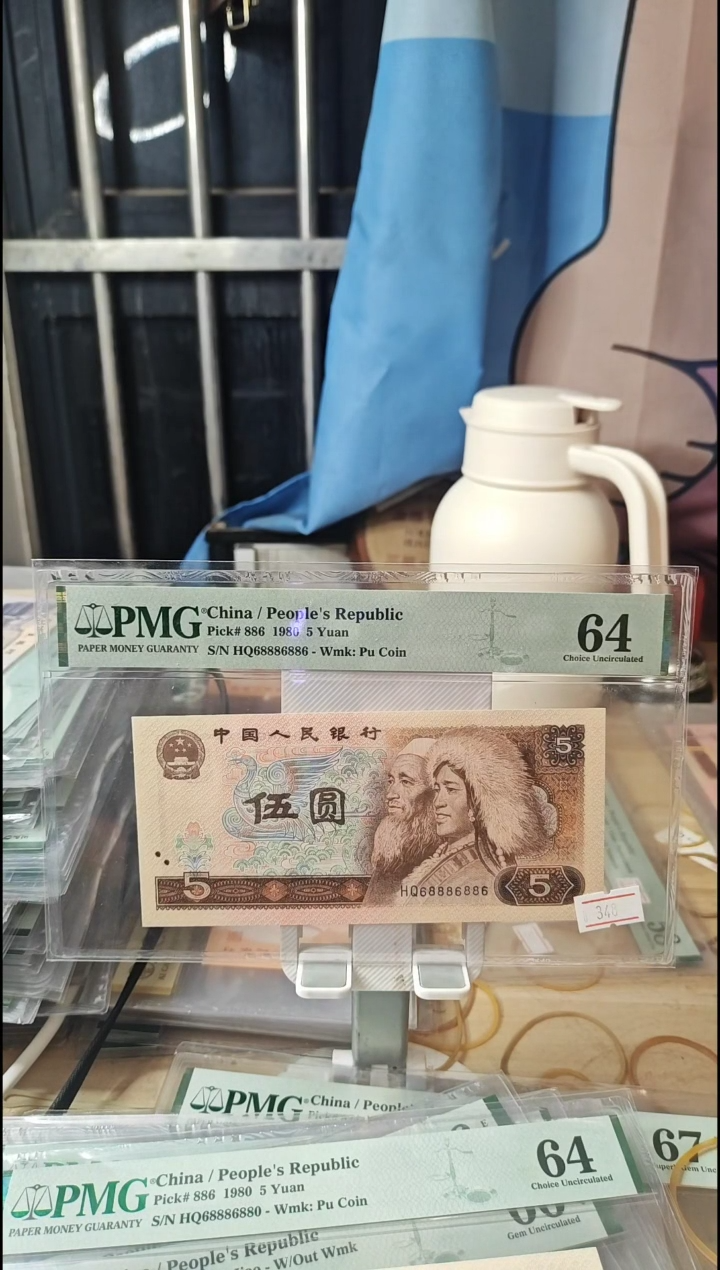 PMG
PAPER MONEY GUARANTY
China / People's Republic
Pick# 886 1980 5 Yuan
S/N HQ68886886 - Wmk: Pu Coin
64
Choice Uncirculated
中国人民银行
5
伍圆
5
HQ68886886
5
348
PMG
China / People
PMG
PAPER MONEY GUARANTY
China / People's Republic
Pick# 886 1980 5 Yuan
S/N HQ68886880 - Wmk: Pu Coin
64
Choice Uncirculated
67
Gem Uncirculated
People's Republic
W/Out Wmk